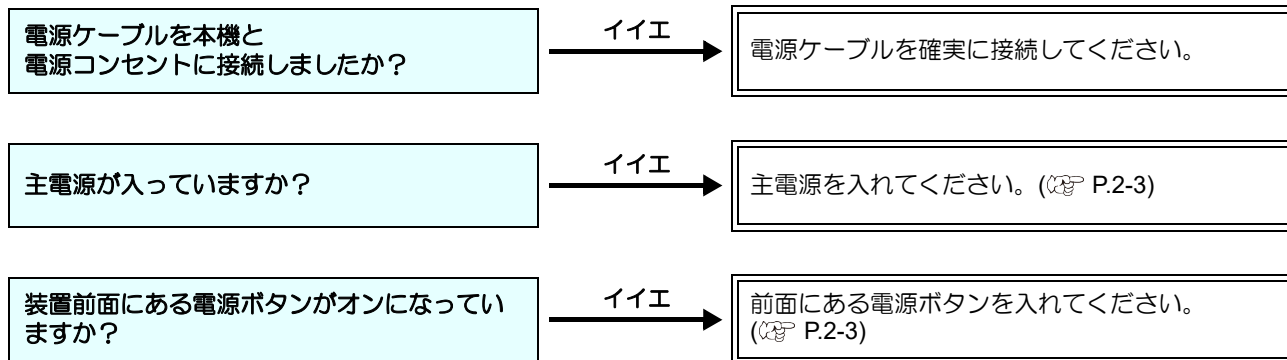 電源ケーブルを本機と
電源コンセントに接続しましたか?
イイエ
電源ケーブルを確実に接続してください。
主電源が入っていますか?
イイエ
主電源を入れてください。(☞ P.2-3)
装置前面にある電源ボタンがオンになってい
ますか?
イイエ
前面にある電源ボタンを入れてください。
(☞ P.2-3)